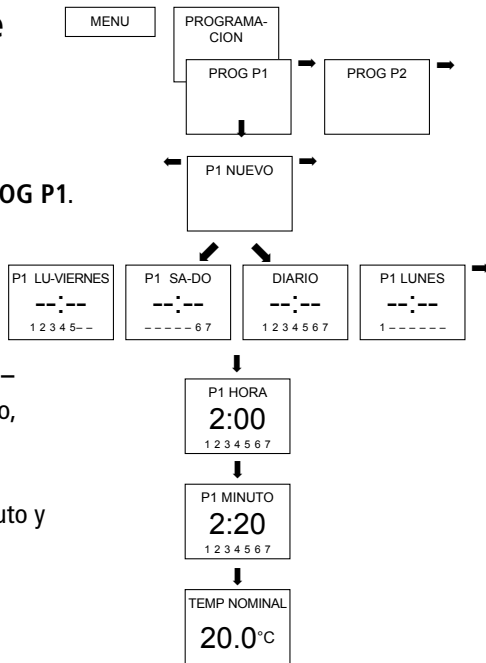 e
MENU
PROGRAMA-
CION
PROG P1
PROG P2
P1 NUEVO
OG P1.
P1 LU-VIERNES
--:--
1 2 3 4 5 – –
P1 SA-DO
--:--
– – – – – 6 7
DIARIO
--:--
1 2 3 4 5 6 7
P1 LUNES
--:--
1 – – – – – –
–
o,
P1 HORA
2:00
1 2 3 4 5 6 7
uto y
P1 MINUTO
2:20
1 2 3 4 5 6 7
TEMP NOMINAL
20.0°C